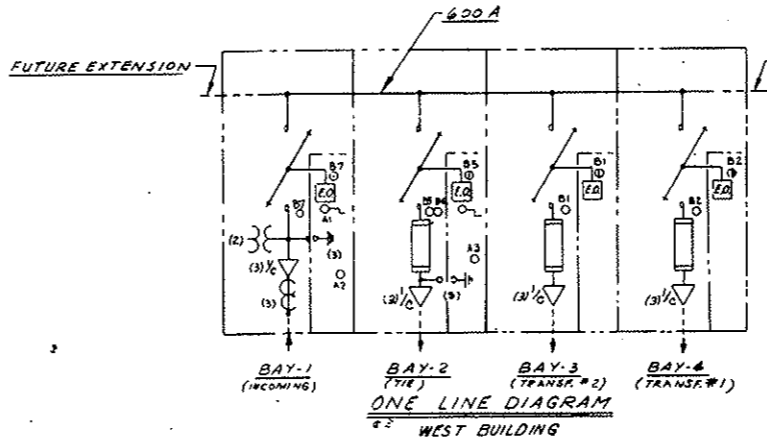 600 A
FUTURE EXTENSION
B7
E.O.
B7
A1
(2)
(3)
(3) 1/C
A2
(3)
B5
E.O.
B5 B6
A3
(3)
(3) 1/C
B1
E.O.
B1
(3) 1/C
B2
E.O.
B2
(3) 1/C
BAY-1
(INCOMING)
BAY-2
(TIE)
BAY-3
(TRANSF. #2)
BAY-4
(TRANSF. #1)
ONE LINE DIAGRAM
WEST BUILDING